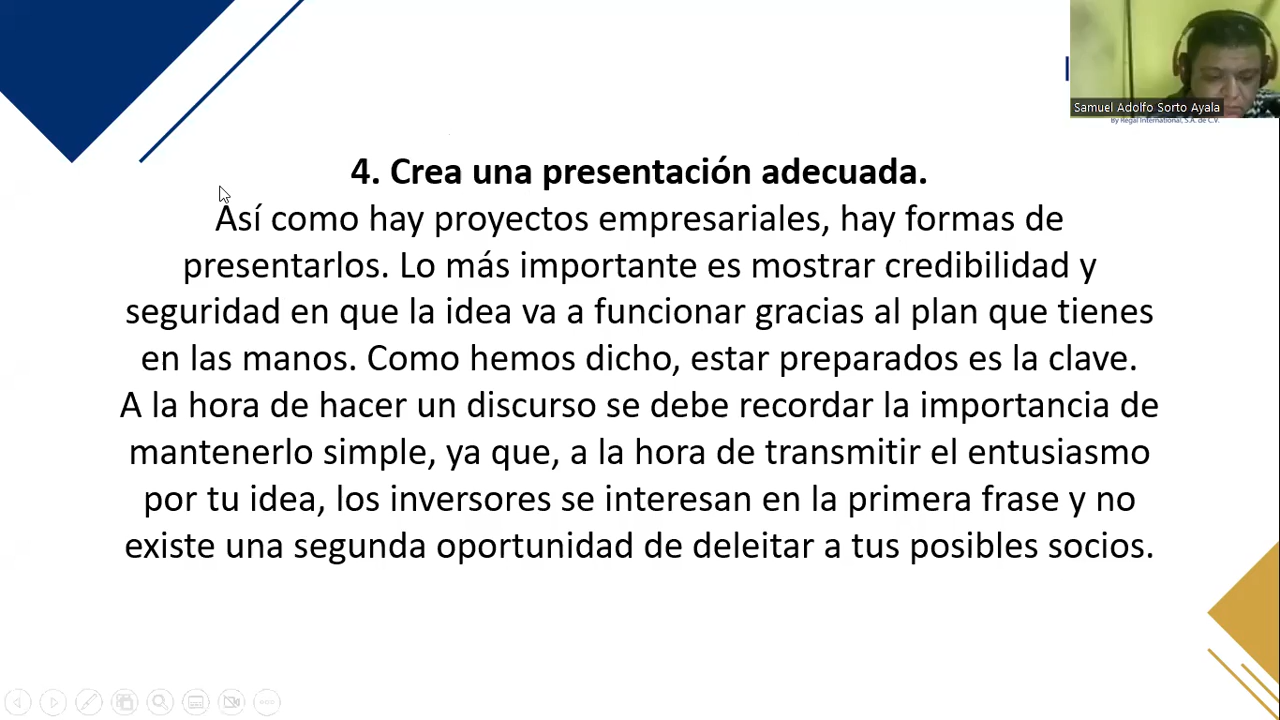 Samuel Adolfo Sorto Ayala
By Regal International, S.A. de C.V.
4. Crea una presentación adecuada.
Así como hay proyectos empresariales, hay formas de
presentarlos. Lo más importante es mostrar credibilidad y
seguridad en que la idea va a funcionar gracias al plan que tienes
en las manos. Como hemos dicho, estar preparados es la clave.
A la hora de hacer un discurso se debe recordar la importancia de
mantenerlo simple, ya que, a la hora de transmitir el entusiasmo
por tu idea, los inversores se interesan en la primera frase y no
existe una segunda oportunidad de deleitar a tus posibles socios.